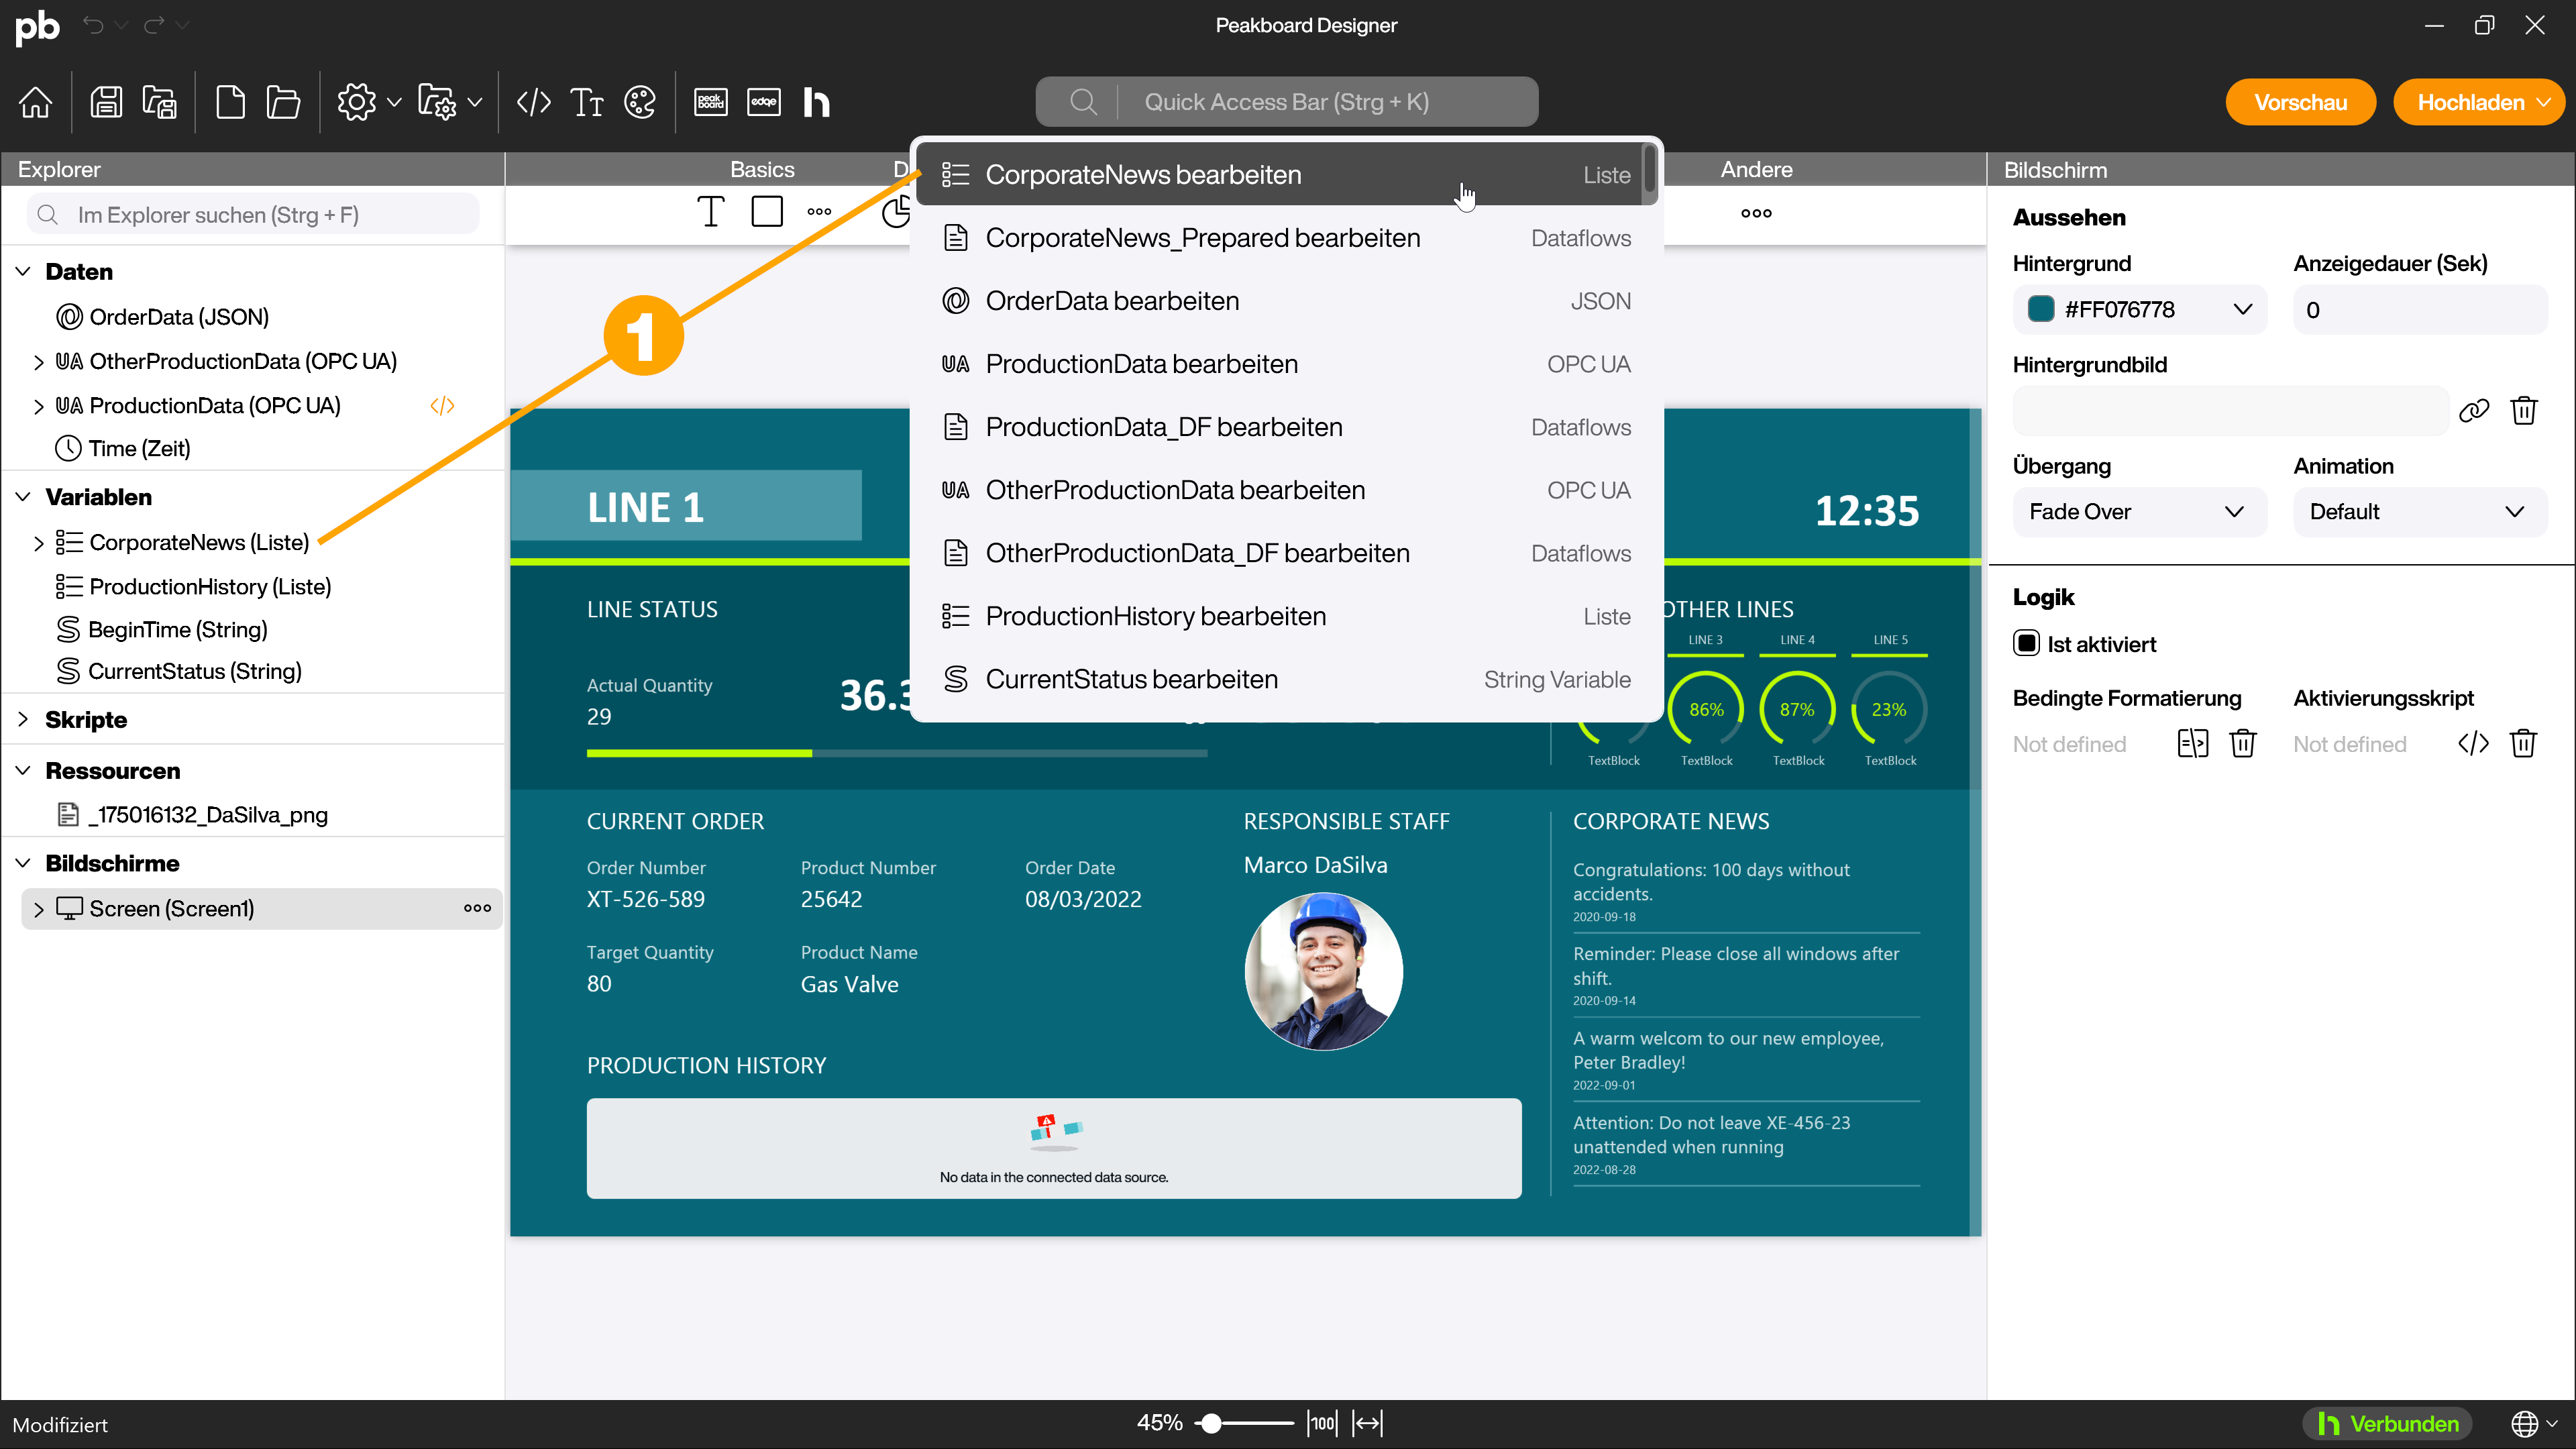 pb
Peakboard Designer
peak board
edge
h
Quick Access Bar (Strg + K)
Vorschau
Hochladen
Explorer
Basics
D
Andere
Bildschirm
Im Explorer suchen (Strg + F)
Daten
OrderData (JSON)
UA OtherProductionData (OPC UA)
UA ProductionData (OPC UA)
Time (Zeit)
Variablen
CorporateNews (Liste)
ProductionHistory (Liste)
BeginTime (String)
CurrentStatus (String)
Skripte
Ressourcen
_175016132_DaSilva_png
Bildschirme
Screen (Screen1)
1
CorporateNews bearbeiten Liste
CorporateNews_Prepared bearbeiten Dataflows
OrderData bearbeiten JSON
UA ProductionData bearbeiten OPC UA
ProductionData_DF bearbeiten Dataflows
UA OtherProductionData bearbeiten OPC UA
OtherProductionData_DF bearbeiten Dataflows
ProductionHistory bearbeiten Liste
CurrentStatus bearbeiten String Variable
LINE 1
12:35
LINE STATUS
Actual Quantity
29
36.3
OTHER LINES
LINE 3
LINE 4
LINE 5
86%
87%
23%
TextBlock
TextBlock
TextBlock
TextBlock
CURRENT ORDER
Order Number
XT-526-589
Product Number
25642
Order Date
08/03/2022
Target Quantity
80
Product Name
Gas Valve
RESPONSIBLE STAFF
Marco DaSilva
CORPORATE NEWS
Congratulations: 100 days without
accidents.
2020-09-18
Reminder: Please close all windows after
shift.
2020-09-14
A warm welcom to our new employee,
Peter Bradley!
2022-09-01
Attention: Do not leave XE-456-23
unattended when running
2022-08-28
PRODUCTION HISTORY
No data in the connected data source.
Aussehen
Hintergrund
#FF076778
Anzeigedauer (Sek)
0
Hintergrundbild
Übergang
Fade Over
Animation
Default
Logik
Ist aktiviert
Bedingte Formatierung
Not defined
Aktivierungsskript
Not defined
Modifiziert
45%
100
Verbunden